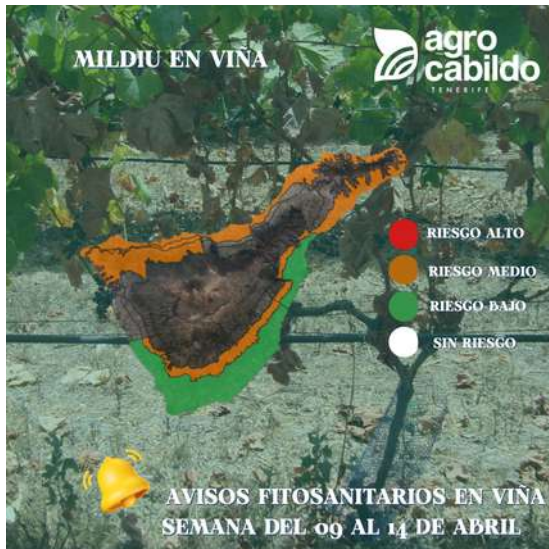 MILDIU EN VIÑA
agro
cabildo
TENERIFE
RIESGO ALTO
RIESGO MEDIO
RIESGO BAJO
SIN RIESGO
AVISOS FITOSANITARIOS EN VIÑA
SEMANA DEL 09 AL 14 DE ABRIL